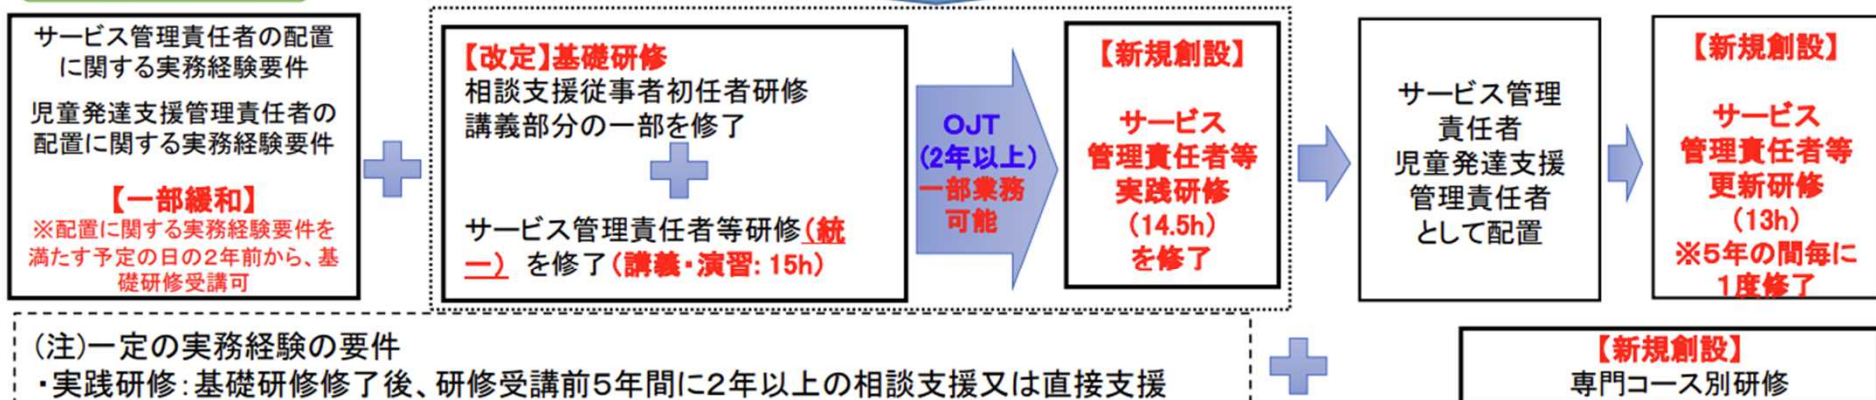 サービス管理責任者の配置
に関する実務経験要件
児童発達支援管理責任者の
配置に関する実務経験要件
【一部緩和】
※配置に関する実務経験要件を
満たす予定の日の2年前から、基
礎研修受講可
【改定】基礎研修
相談支援従事者初任者研修
講義部分の一部を修了
サービス管理責任者等研修(統
一) を修了(講義・演習: 15h)
OJT
(2年以上)
一部業務
可能
【新規創設】
サービス
管理責任者等
実践研修
(14.5h)
を修了
サービス管理
責任者
児童発達支援
管理責任者
として配置
【新規創設】
サービス
管理責任者等
更新研修
(13h)
※5年の間毎に
1度修了
(注)一定の実務経験の要件
・実践研修:基礎研修修了後、研修受講前5年間に2年以上の相談支援又は直接支援
【新規創設】
専門コース別研修